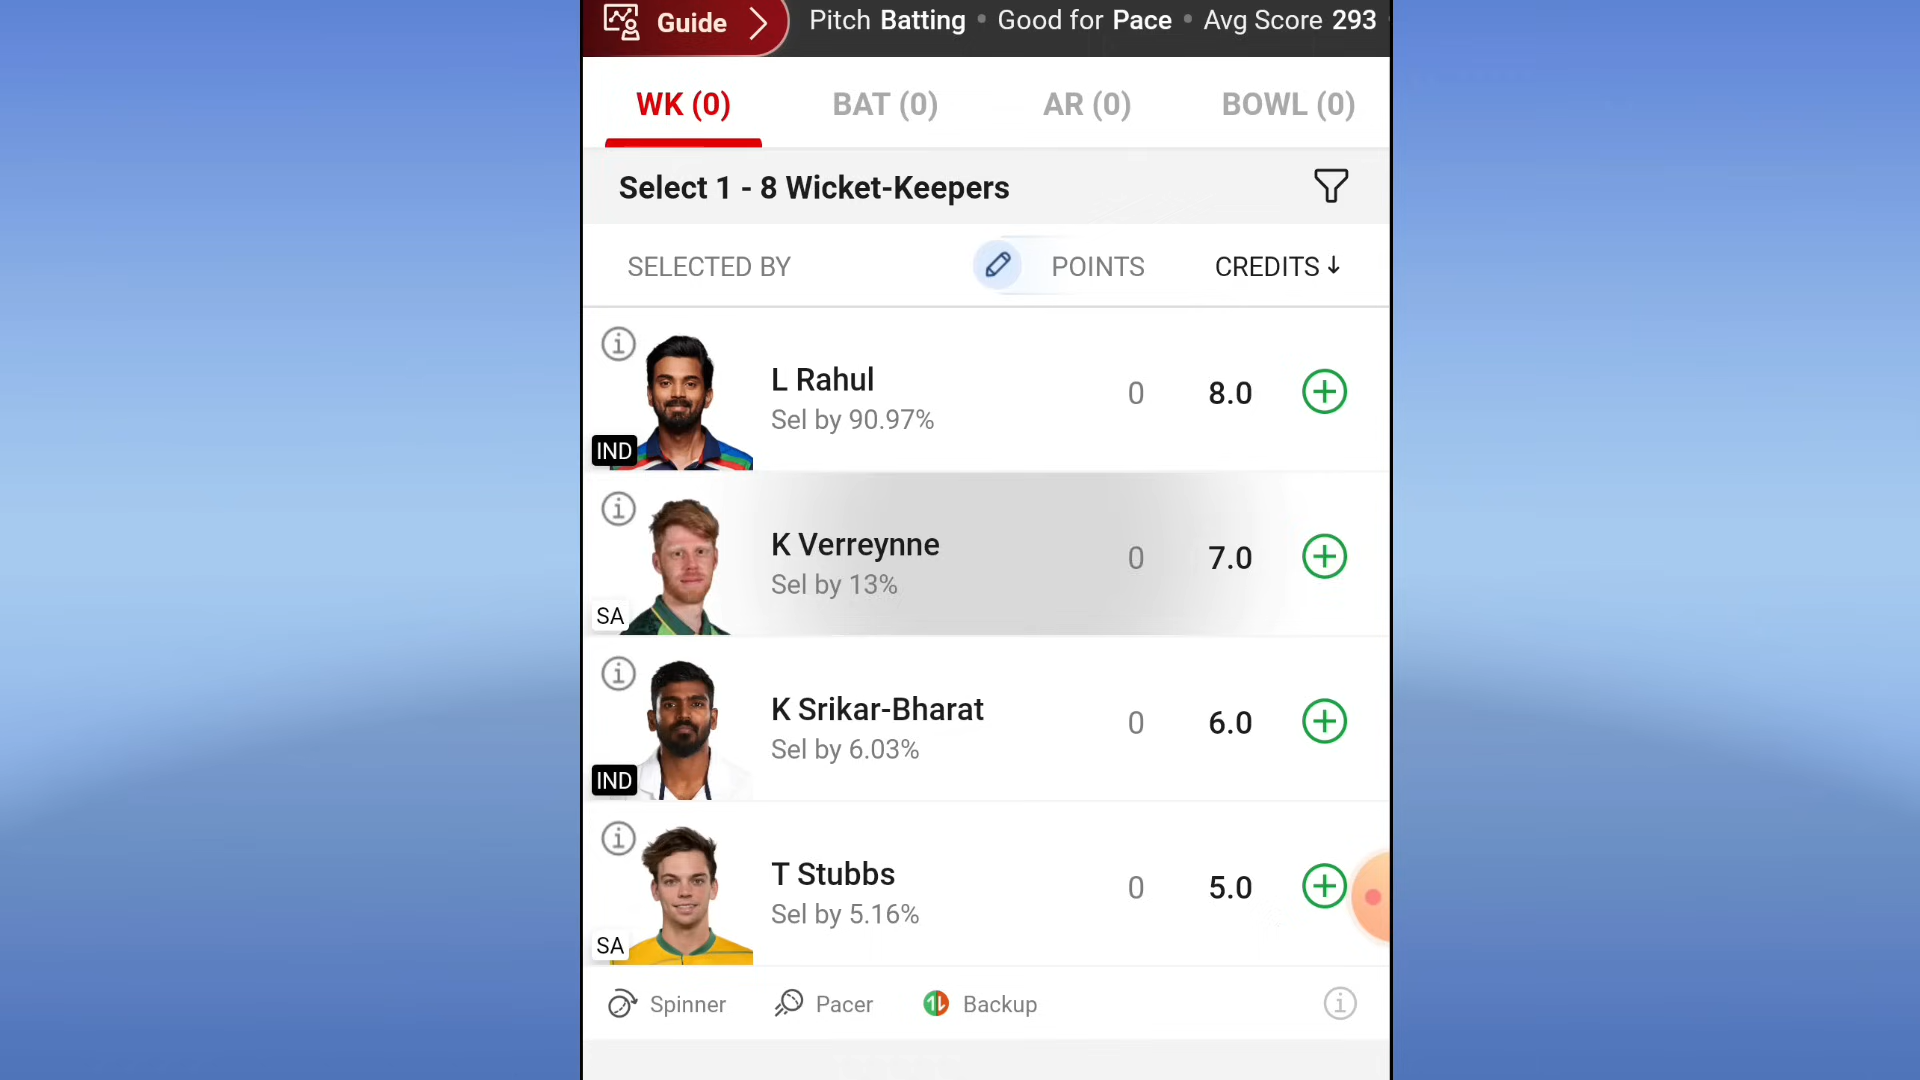 Guide
Pitch Batting • Good for Pace • Avg Score 293
WK (0) BAT (0) AR (0) BOWL (0)
Select 1 - 8 Wicket-Keepers
SELECTED BY POINTS CREDITS ↓
L Rahul
Sel by 90.97%
0 8.0
IND
K Verreynne
Sel by 13%
0 7.0
SA
K Srikar-Bharat
Sel by 6.03%
0 6.0
IND
T Stubbs
Sel by 5.16%
0 5.0
SA
Spinner Pacer Backup